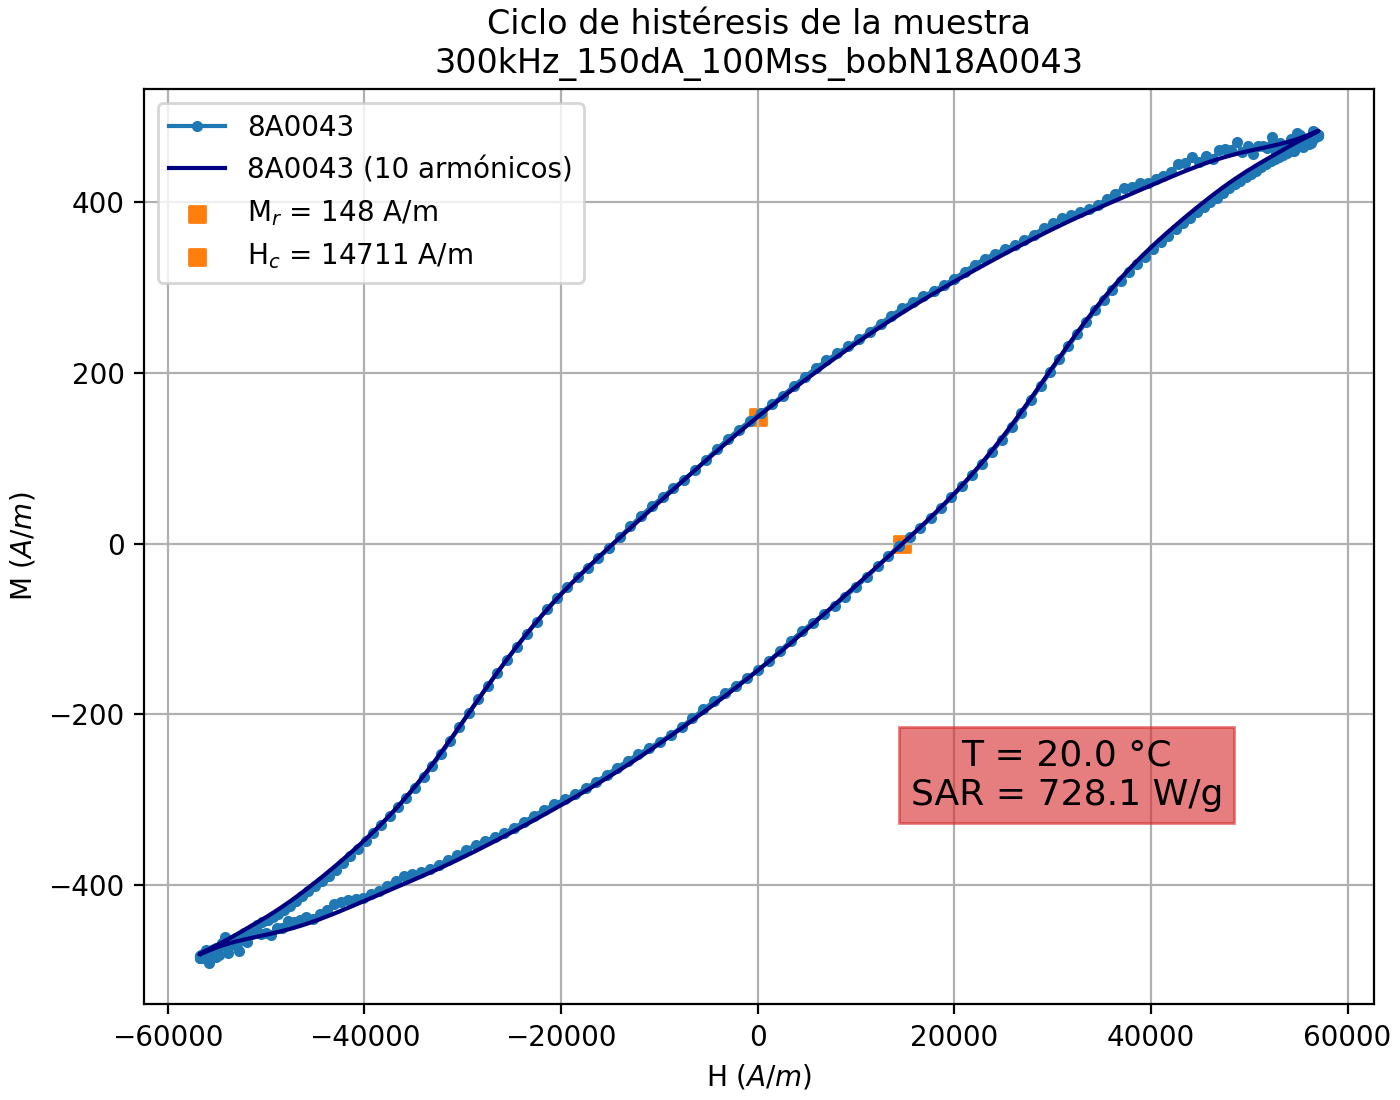 Ciclo de histéresis de la muestra
300kHz_150dA_100Mss_bobN18A0043
8A0043
8A0043 (10 armónicos)
Mᵣ = 148 A/m
H꜀ = 14711 A/m
M (A/m)
400
200
0
−200
−400
T = 20.0 °C
SAR = 728.1 W/g
−60000 −40000 −20000 0 20000 40000 60000
H (A/m)